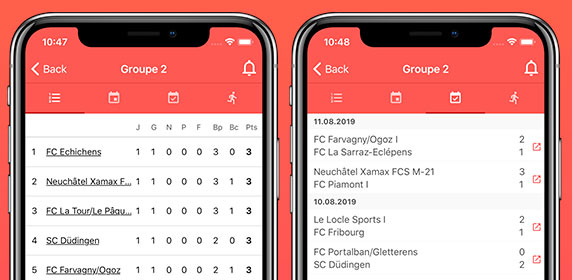 10:47
Back Groupe 2
J G N P F Bp Bc Pts
1 FC Echichens 1 1 0 0 0 3 0 3
2 Neuchâtel Xamax F... 1 1 0 0 0 3 1 3
3 FC La Tour/Le Pâqu... 1 1 0 0 0 3 1 3
4 SC Düdingen 1 1 0 0 0 2 0 3
FC Farvagny/Ogoz 1 1 0 0 0 2 1 3
10:48
Back Groupe 2
11.08.2019
FC Farvagny/Ogoz I 2
FC La Sarraz-Eclépens 1
Neuchâtel Xamax FCS M-21 3
FC Piamont I 1
10.08.2019
Le Locle Sports I 2
FC Fribourg 1
FC Portalban/Gletterens 0
SC Düdingen 2